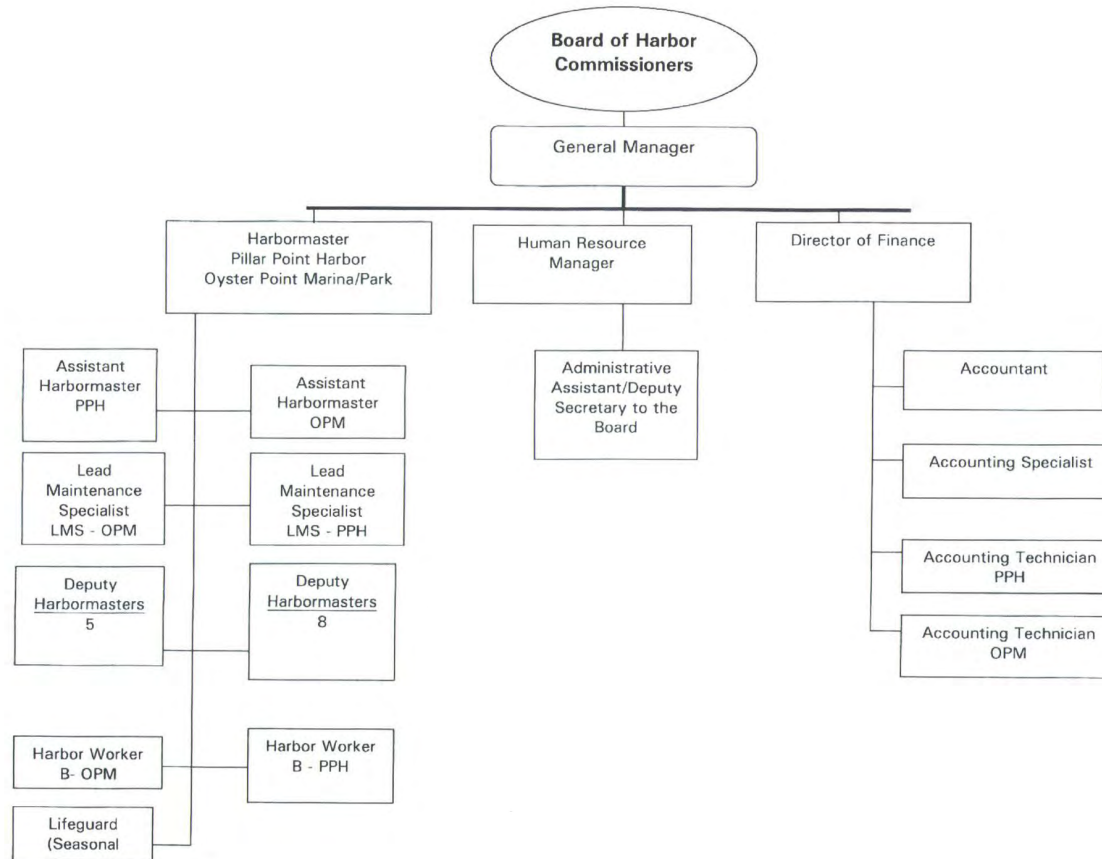 Board of Harbor
Commissioners
General Manager
Harbormaster
Pillar Point Harbor
Oyster Point Marina/Park
Human Resource
Manager
Director of Finance
Assistant
Harbormaster
PPH
Assistant
Harbormaster
OPM
Administrative
Assistant/Deputy
Secretary to the
Board
Accountant
Lead
Maintenance
Specialist
LMS - OPM
Lead
Maintenance
Specialist
LMS - PPH
Accounting Specialist
Deputy
Harbormasters
5
Deputy
Harbormasters
8
Accounting Technician
PPH
Accounting Technician
OPM
Harbor Worker
B- OPM
Harbor Worker
B - PPH
Lifeguard
(Seasonal